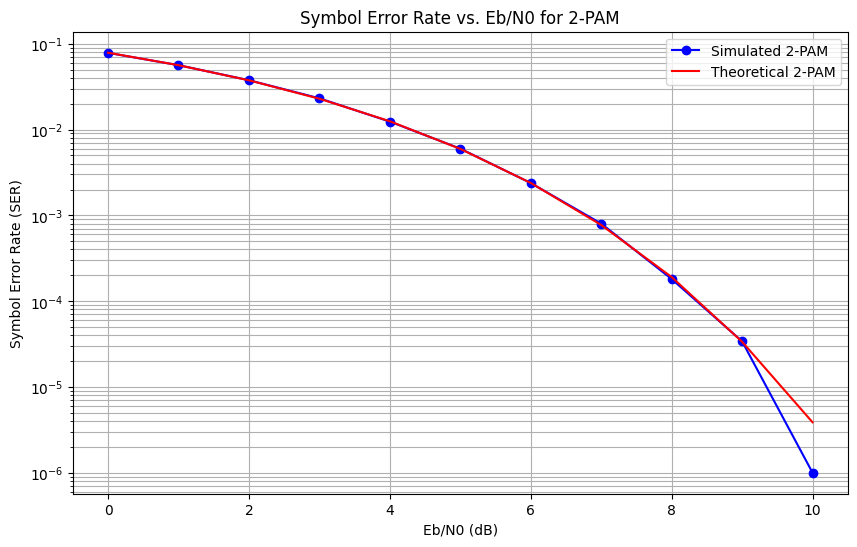 Symbol Error Rate vs. Eb/N0 for 2-PAM
Simulated 2-PAM
Theoretical 2-PAM
Symbol Error Rate (SER)
10⁻¹
10⁻²
10⁻³
10⁻⁴
10⁻⁵
10⁻⁶
0 2 4 6 8 10
Eb/N0 (dB)